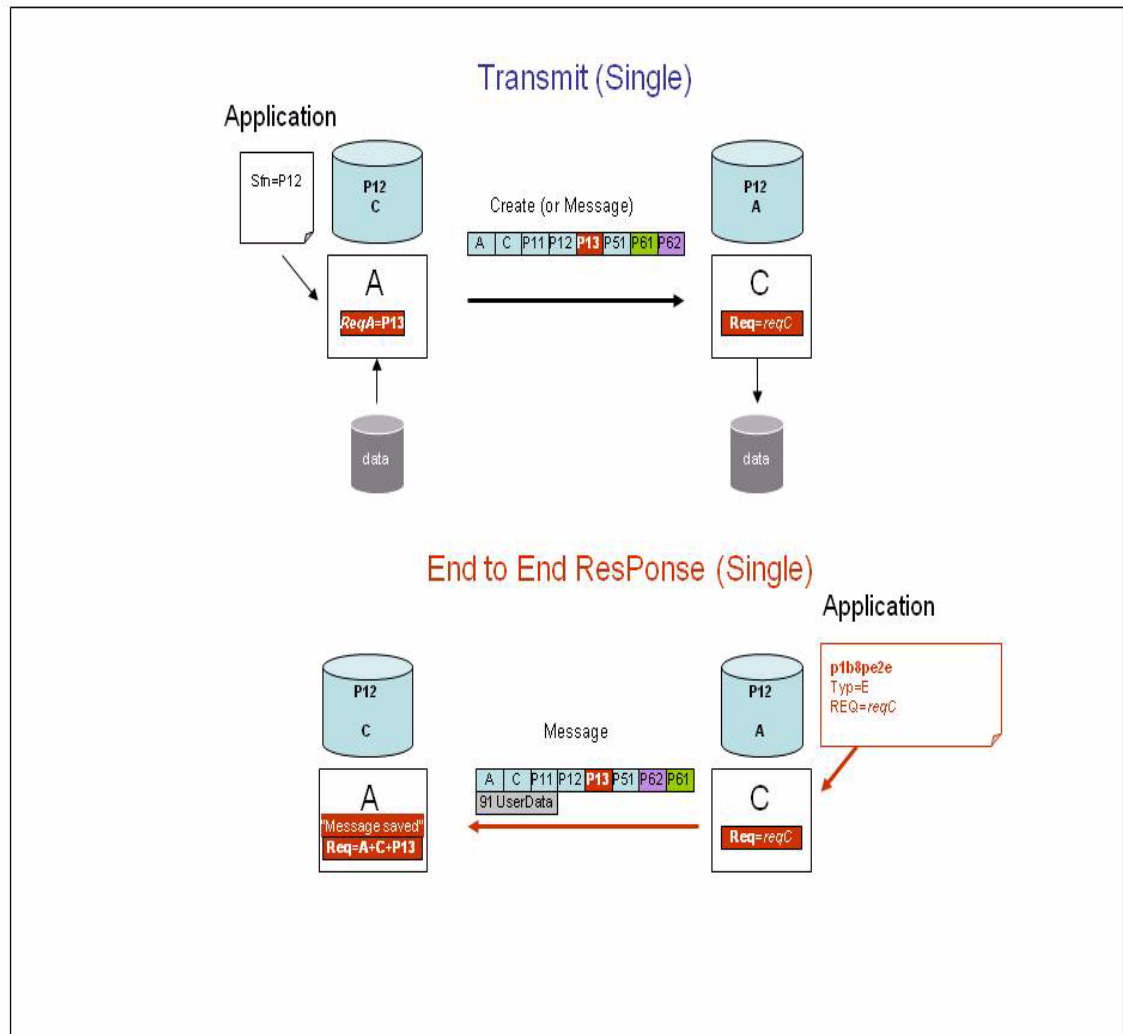 Transmit (Single)
Application
Sfn=P12
P12
C
P12
A
Create (or Message)
A C P11 P12 P13 P51 P61 P62
A
ReqA=P13
C
Req=reqC
data
data
End to End ResPonse (Single)
Application
p1b8pe2e
Typ=E
REQ=reqC
P12
C
P12
A
Message
A C P11 P12 P13 P51 P62 P61
91 UserData
A
"Message saved"
Req=A+C+P13
C
Req=reqC